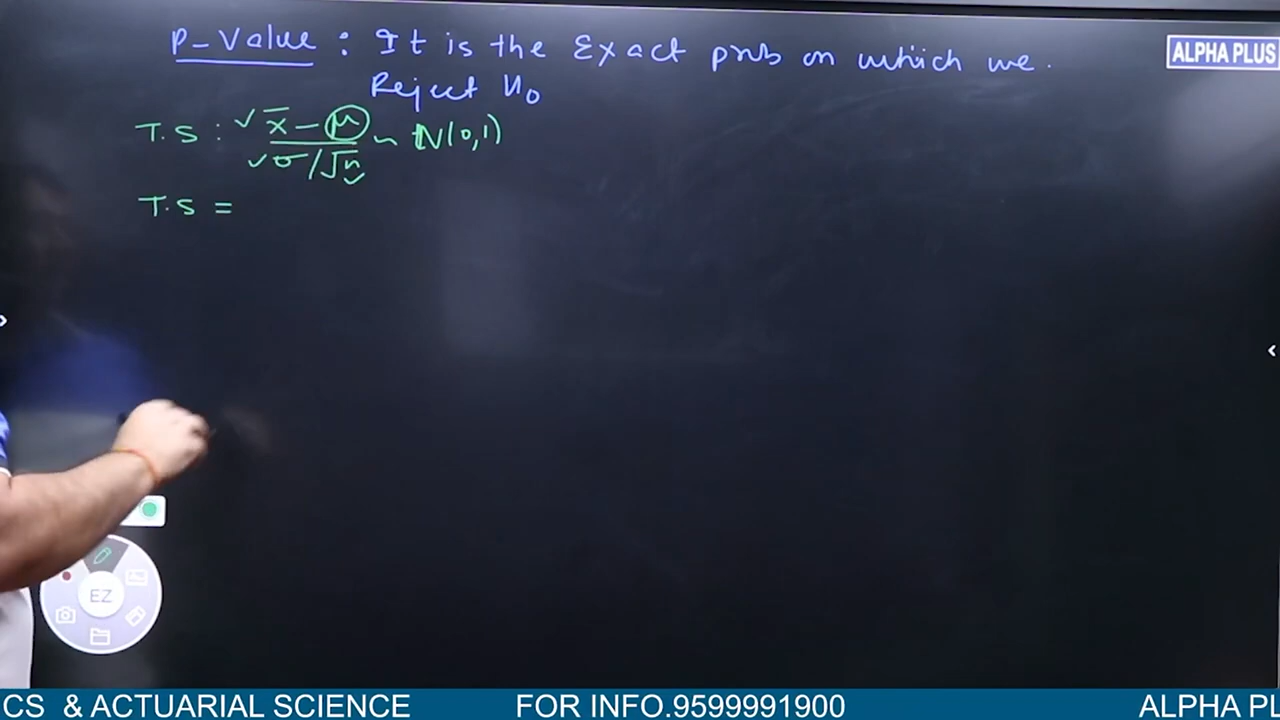 P-Value : It is the Exact prob on which we.
ALPHA PLUS
Reject H0
T.S : ✓ x̄ - μ / ✓ σ/√n ✓ ~ N(0,1)
T.S =
EZ
CS & ACTUARIAL SCIENCE FOR INFO.9599991900 ALPHA PL